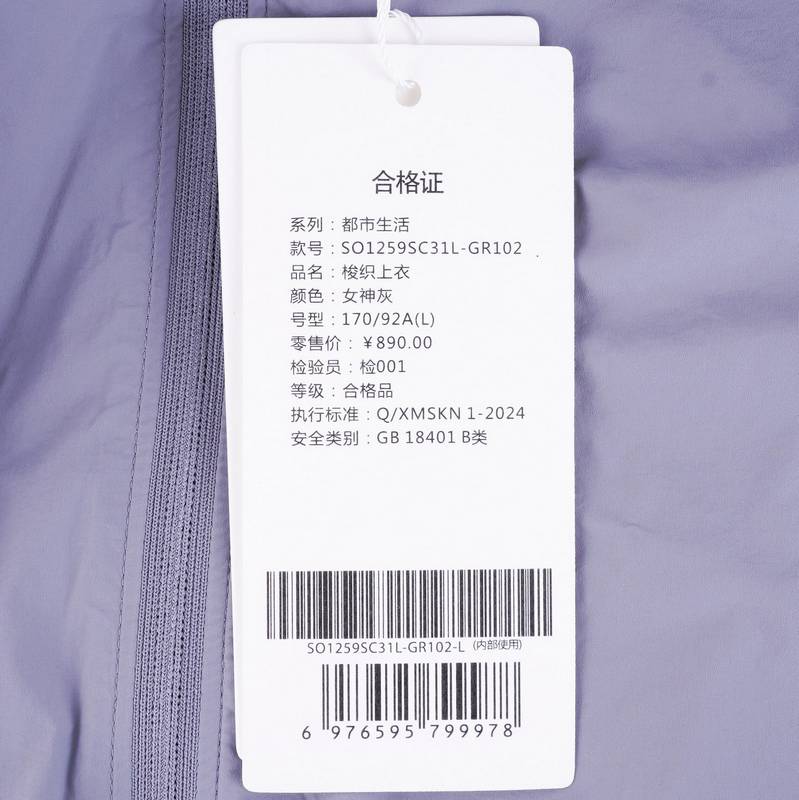 合格证
系列：都市生活
款号：SO1259SC31L-GR102
品名：梭织上衣
颜色：女神灰
号型：170/92A(L)
零售价：￥890.00
检验员：检001
等级：合格品
执行标准：Q/XMSKN 1-2024
安全类别：GB 18401 B类
SO1259SC31L-GR102-L (内部使用)
6 976595 799978